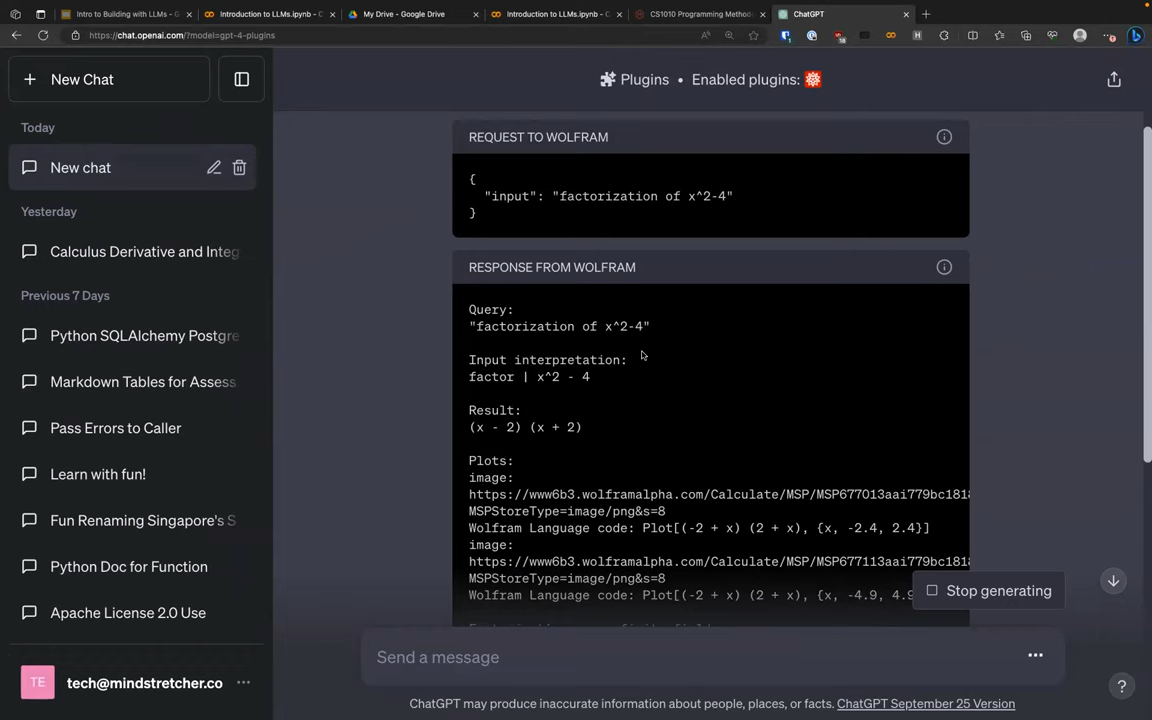 Intro to Building with LLMs - G
Introduction to LLMs.ipynb - C
My Drive - Google Drive
Introduction to LLMs.ipynb - C
CS1010 Programming Method
ChatGPT
https://chat.openai.com/?model=gpt-4-plugins
New Chat
Plugins • Enabled plugins:
Today
New chat
Yesterday
Calculus Derivative and Integ
Previous 7 Days
Python SQLAlchemy Postgre
Markdown Tables for Assess
Pass Errors to Caller
Learn with fun!
Fun Renaming Singapore's S
Python Doc for Function
Apache License 2.0 Use
TE
tech@mindstretcher.co
REQUEST TO WOLFRAM
{
"input": "factorization of x^2-4"
}
RESPONSE FROM WOLFRAM
Query:
"factorization of x^2-4"
Input interpretation:
factor | x^2 - 4
Result:
(x - 2) (x + 2)
Plots:
image:
https://www6b3.wolframalpha.com/Calculate/MSP/MSP677013aai779bc1818
MSPStoreType=image/png&s=8
Wolfram Language code: Plot[(-2 + x) (2 + x), {x, -2.4, 2.4}]
image:
https://www6b3.wolframalpha.com/Calculate/MSP/MSP677113aai779bc1818
MSPStoreType=image/png&s=8
Wolfram Language code: Plot[(-2 + x) (2 + x), {x, -4.9, 4.9
Stop generating
Send a message
ChatGPT may produce inaccurate information about people, places, or facts. ChatGPT September 25 Version